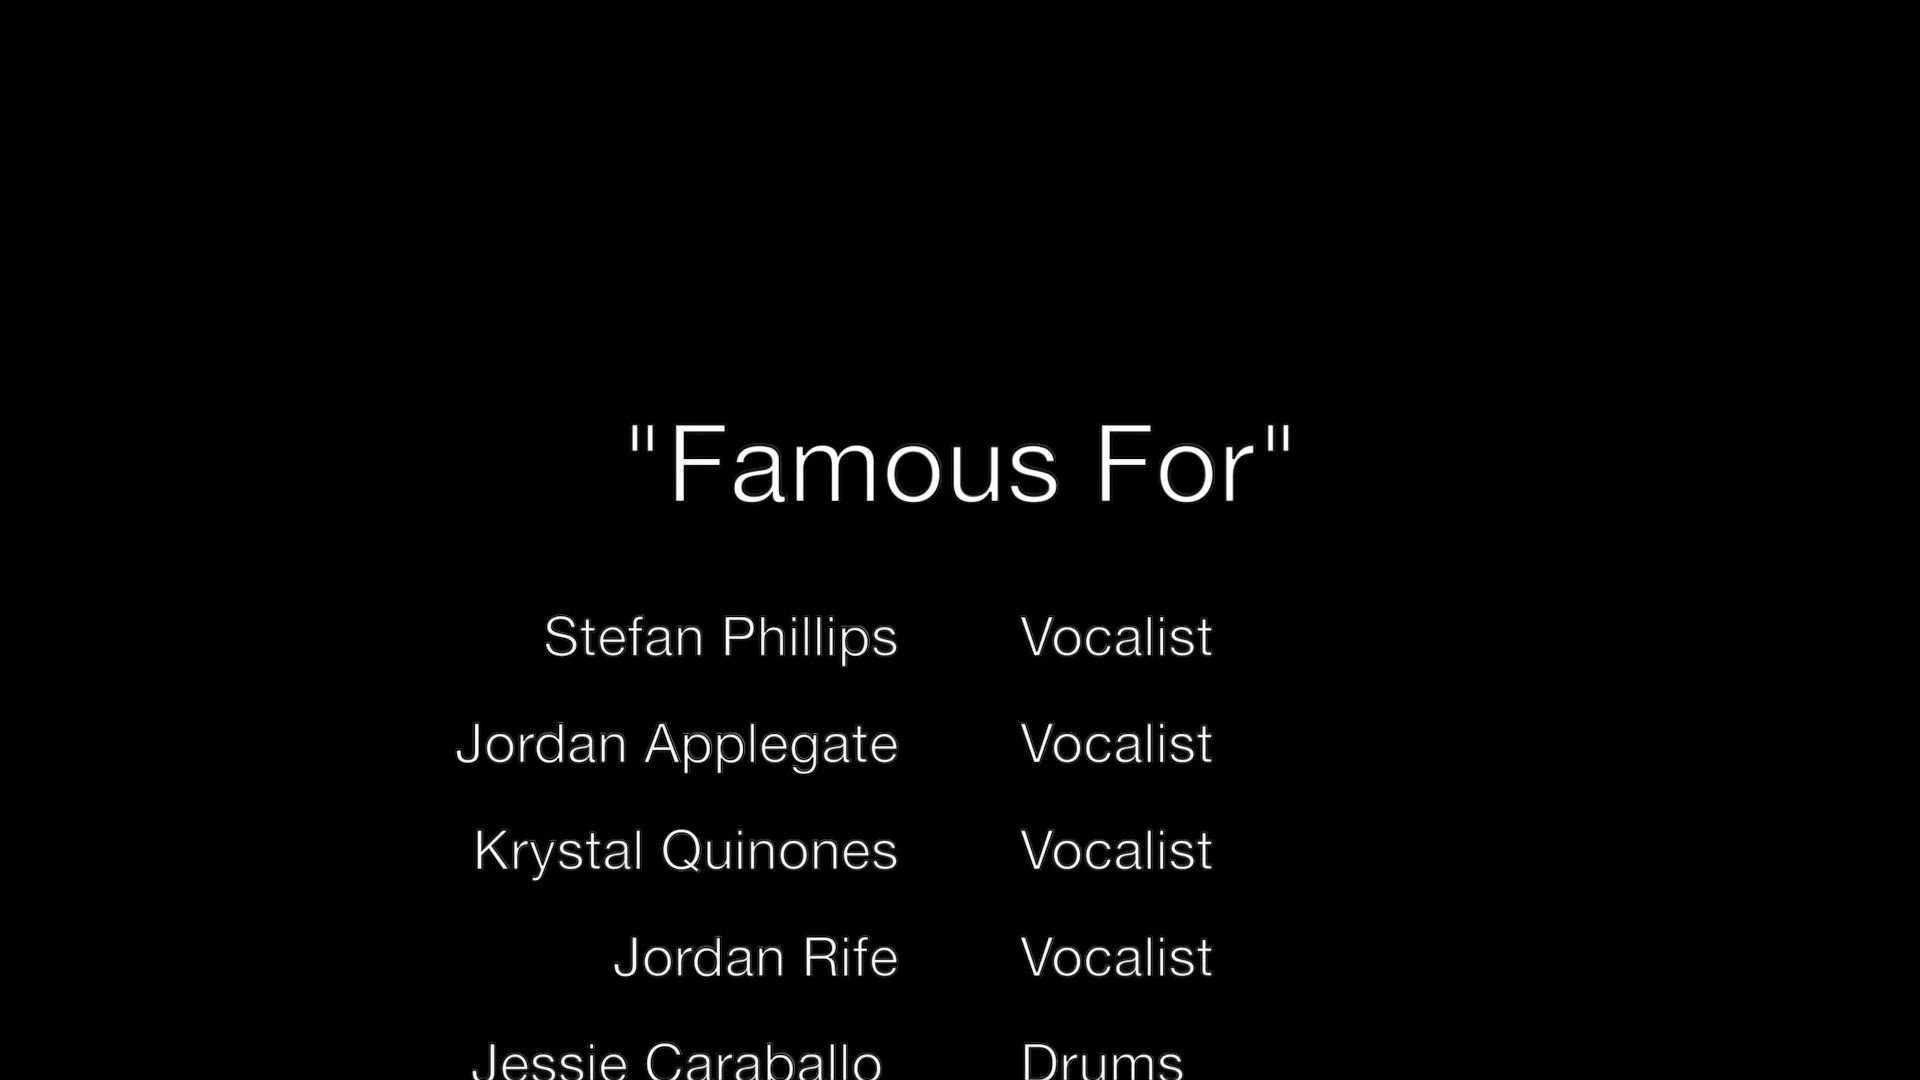 "Famous For"
Stefan Phillips Vocalist
Jordan Applegate Vocalist
Krystal Quinones Vocalist
Jordan Rife Vocalist
Jessie Caraballo Drums